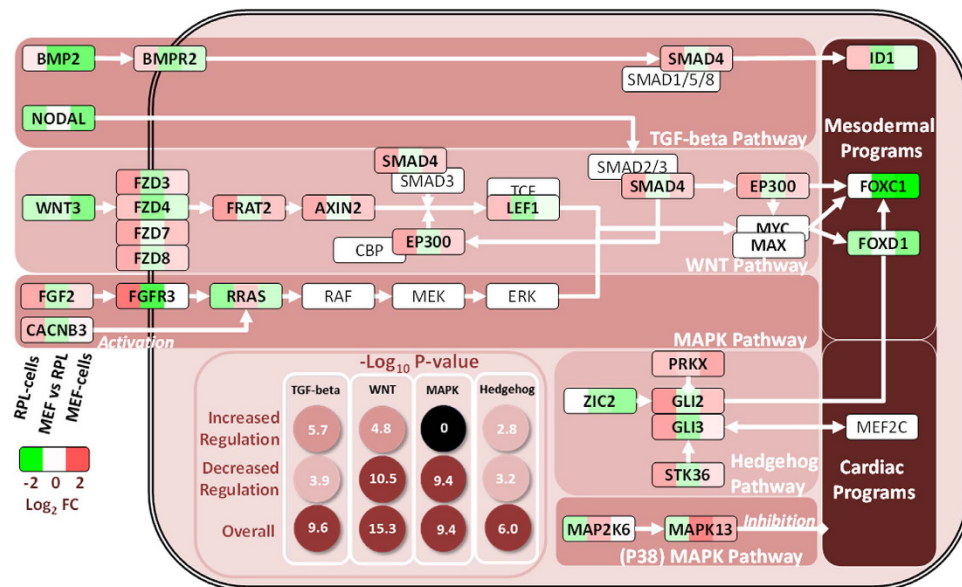 BMP2
BMPR2
SMAD4
SMAD1/5/8
ID1
NODAL
TGF-beta Pathway
Mesodermal
Programs
SMAD4
SMAD3
SMAD2/3
SMAD4
EP300
FOXC1
WNT3
FZD3
FZD4
FZD7
FZD8
FRAT2
AXIN2
TCF
LEF1
CBP
EP300
MYC
MAX
FOXD1
WNT Pathway
FGF2
FGFR3
RRAS
RAF
MEK
ERK
CACNB3
Activation
MAPK Pathway
RPL-cells
MEF vs RPL
MEF-cells
-2 0 2
Log2 FC
-Log10 P-value
TGF-beta WNT MAPK Hedgehog
Increased
Regulation
5.7 4.8 0 2.8
Decreased
Regulation
3.9 10.5 9.4 3.2
Overall
9.6 15.3 9.4 6.0
PRKX
ZIC2
GLI2
GLI3
STK36
MEF2C
Hedgehog
Pathway
Cardiac
Programs
MAP2K6
MAPK13
Inhibition
(P38) MAPK Pathway